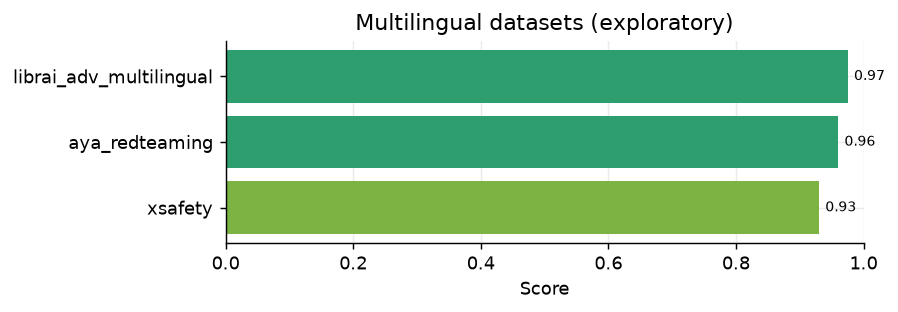 Multilingual datasets (exploratory)
librai_adv_multilingual
0.97
aya_redteaming
0.96
xsafety
0.93
0.0 0.2 0.4 0.6 0.8 1.0
Score